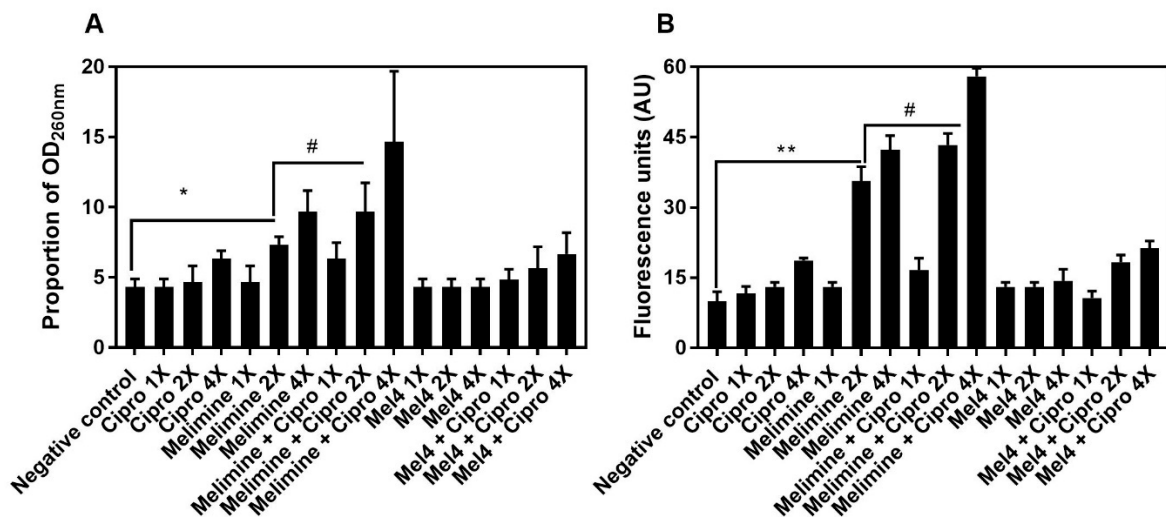 A
Proportion of OD260nm
20
15
10
5
0
*
#
Negative control
Cipro 1X
Cipro 2X
Cipro 4X
Melimine 1X
Melimine 2X
Melimine 4X
Melimine + Cipro 1X
Melimine + Cipro 2X
Melimine + Cipro 4X
Mel4 1X
Mel4 2X
Mel4 4X
Mel4 + Cipro 1X
Mel4 + Cipro 2X
Mel4 + Cipro 4X
B
Fluorescence units (AU)
60
45
30
15
0
**
#
Negative control
Cipro 1X
Cipro 2X
Cipro 4X
Melimine 1X
Melimine 2X
Melimine 4X
Melimine + Cipro 1X
Melimine + Cipro 2X
Melimine + Cipro 4X
Mel4 1X
Mel4 2X
Mel4 4X
Mel4 + Cipro 1X
Mel4 + Cipro 2X
Mel4 + Cipro 4X